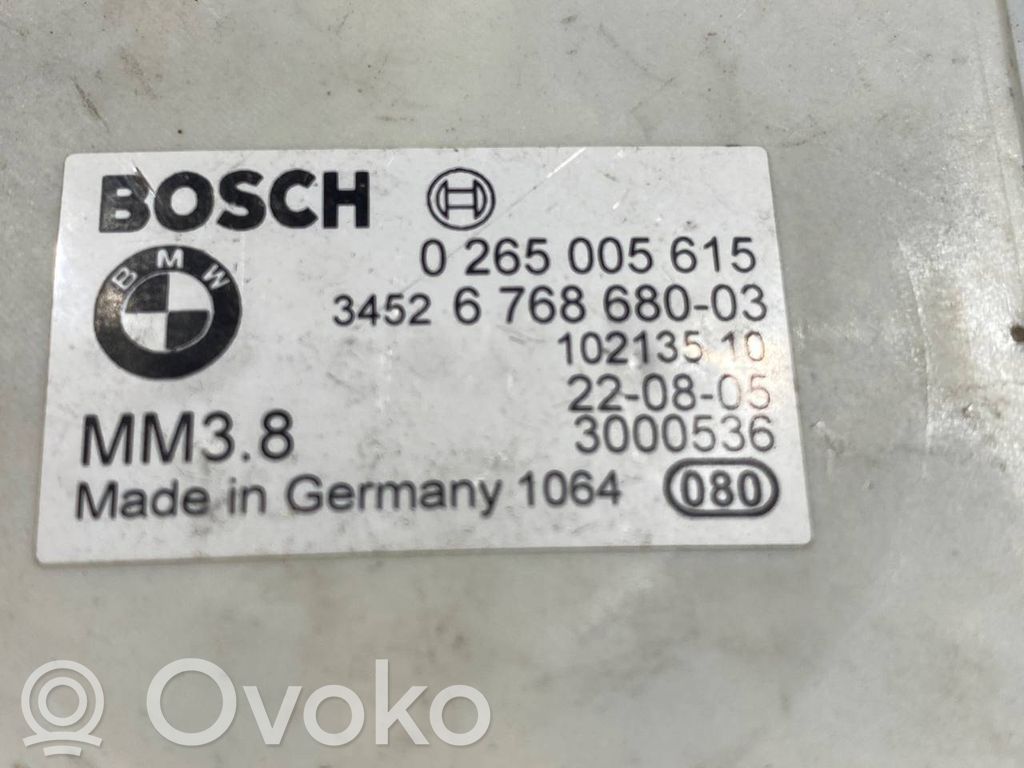 BOSCH
0 265 005 615
BMW
3452 6 768 680-03
102135 10
22-08-05
MM3.8
3000536
Made in Germany 1064 080
Ovoko